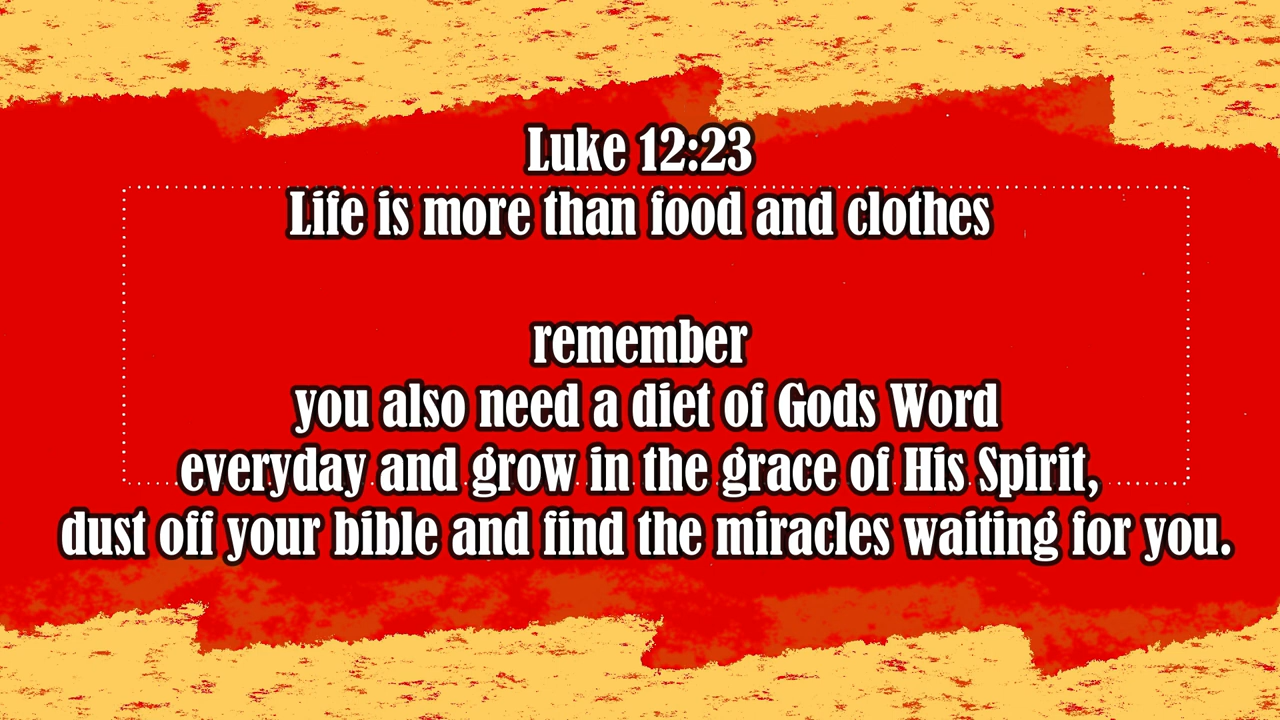 Luke 12:23
Life is more than food and clothes
remember
you also need a diet of Gods Word
everyday and grow in the grace of His Spirit,
dust off your bible and find the miracles waiting for you.